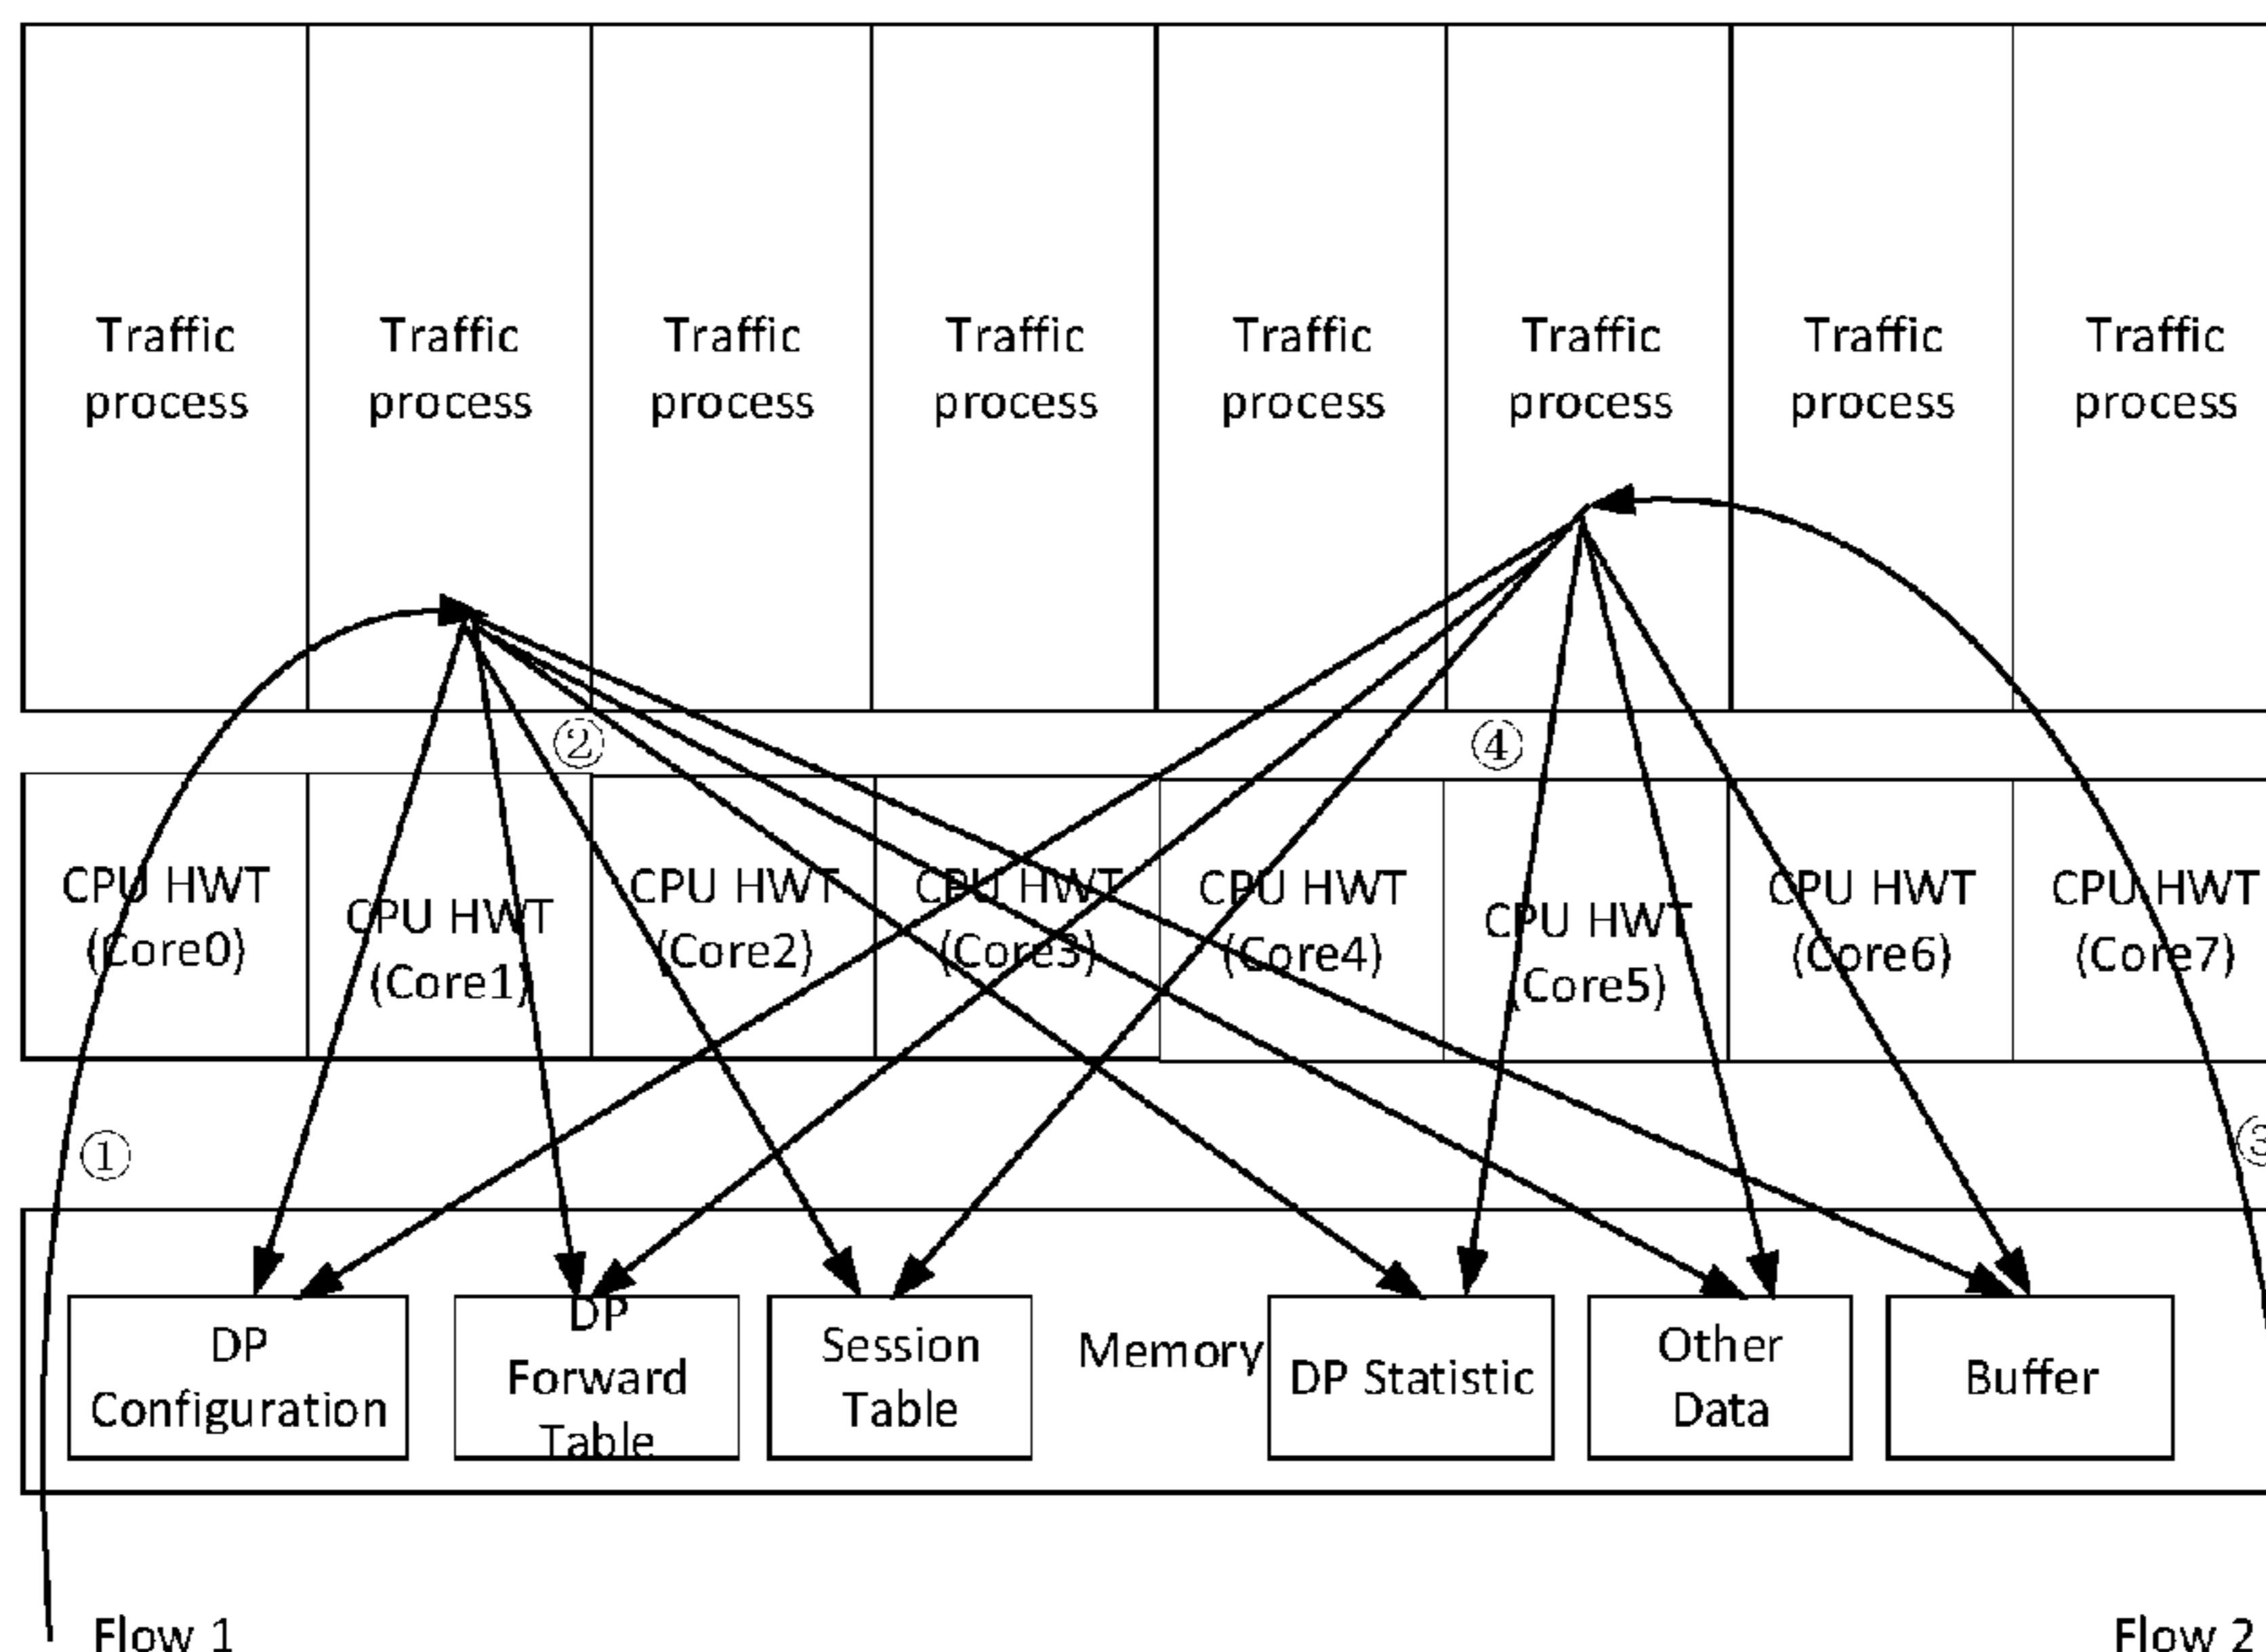 Traffic
process
Traffic
process
Traffic
process
Traffic
process
Traffic
process
Traffic
process
Traffic
process
Traffic
process
②
④
CPU HWT
(Core0)
CPU HWT
(Core1)
CPU HWT
(Core2)
CPU HWT
(Core3)
CPU HWT
(Core4)
CPU HWT
(Core5)
CPU HWT
(Core6)
CPU HWT
(Core7)
①
③
DP
Configuration
DP
Forward
Table
Session
Table
Memory
DP Statistic
Other
Data
Buffer
Flow 1
Flow 2